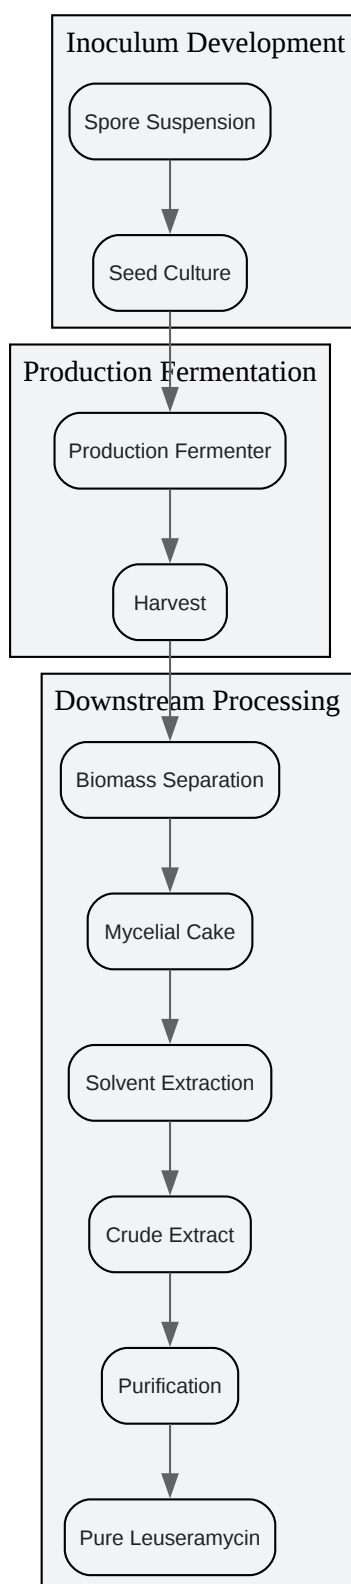 Inoculum Development
Spore Suspension
Seed Culture
Production Fermentation
Production Fermenter
Harvest
Downstream Processing
Biomass Separation
Mycelial Cake
Solvent Extraction
Crude Extract
Purification
Pure Leuseramycin